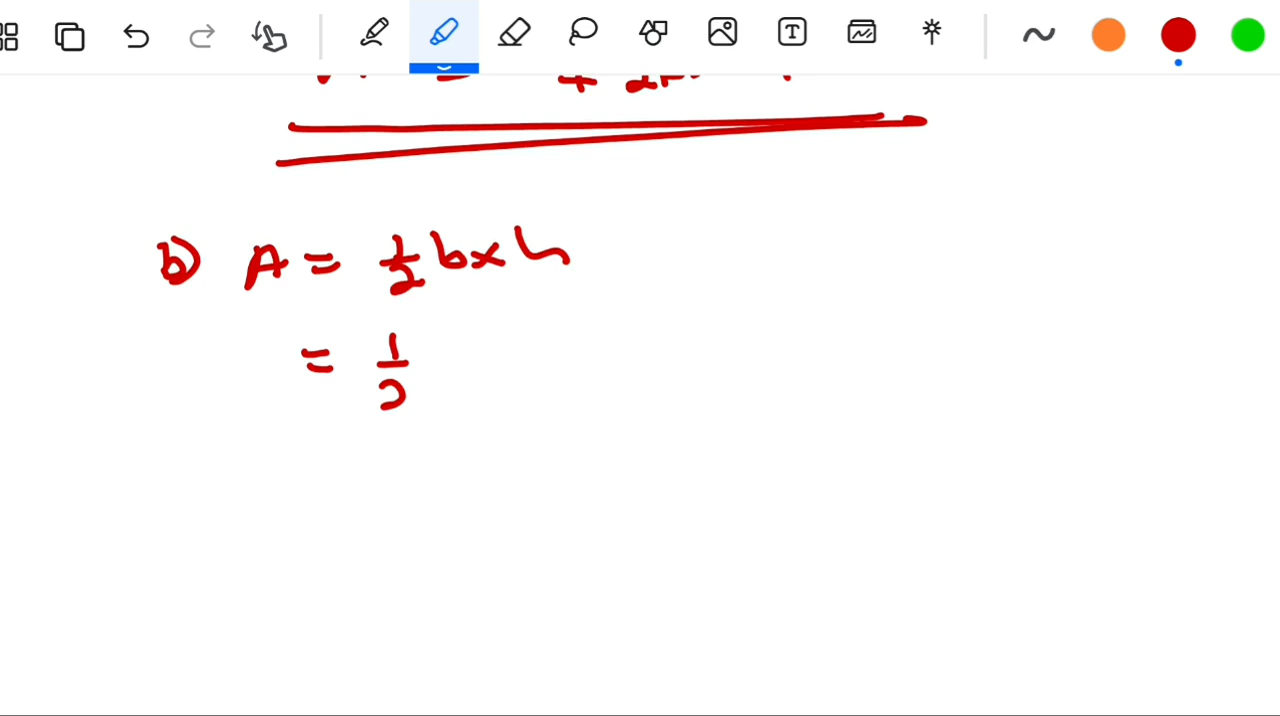 b) A = 1/2 b x h
= 1/2